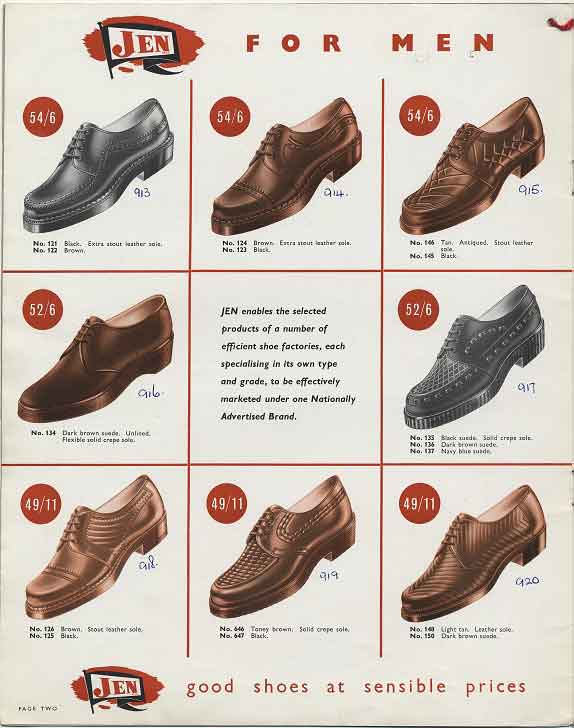 JEN
FOR MEN
54/6
913
No. 121 Black. Extra stout leather sole.
No. 122 Brown.
54/6
914.
No. 124 Brown. Extra stout leather sole.
No. 123 Black.
54/6
915.
No. 146 Tan. Antiqued. Stout leather
sole.
No. 145 Black.
52/6
916.
No. 134 Dark brown suede. Unlined.
Flexible solid crepe sole.
JEN enables the selected
products of a number of
efficient shoe factories, each
specialising in its own type
and grade, to be effectively
marketed under one Nationally
Advertised Brand.
52/6
917
No. 135 Black suede. Solid crepe sole.
No. 136 Dark brown suede.
No. 137 Navy blue suede.
49/11
918.
No. 126 Brown. Stout leather sole.
No. 125 Black.
49/11
919
No. 646 Toney brown. Solid crepe sole.
No. 647 Black.
49/11
920
No. 148 Light tan. Leather sole.
No. 150 Dark brown suede.
JEN
good shoes at sensible prices
PAGE TWO